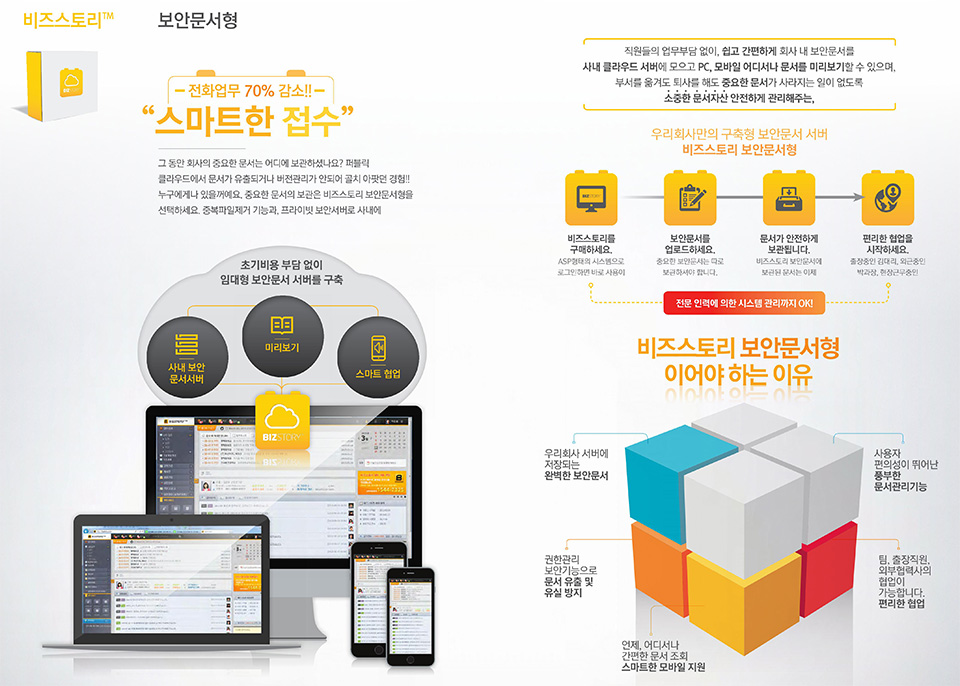 비즈스토리™
보안문서형
전화업무 70% 감소!!
“스마트한 접수”
그 동안 회사의 중요한 문서는 어디에 보관하셨나요? 퍼블릭
클라우드에서 문서가 유출되거나 버전관리가 안되어 골치 아팠던 경험!!
누구에게나 있을꺼예요. 중요한 문서의 보관은 비즈스토리 보안문서형을
선택하세요. 중복파일제거 기능과, 프라이빗 보안서버로 사내에
초기비용 부담 없이
임대형 보안문서 서버를 구축
사내 보안
문서서버
미리보기
스마트 협업
BIZSTORY
직원들의 업무부담 없이, 쉽고 간편하게 회사 내 보안문서를
사내 클라우드 서버에 모으고 PC, 모바일 어디서나 문서를 미리보기할 수 있으며,
부서를 옮겨도 퇴사를 해도 중요한 문서가 사라지는 일이 없도록
소중한 문서자산 안전하게 관리해주는,
우리회사만의 구축형 보안문서 서버
비즈스토리 보안문서형
BIZSTORY
비즈스토리를
구매하세요.
ASP형태의 시스템으로
로그인하면 바로 사용이
보안문서를
업로드하세요.
중요한 보안문서는 따로
보관하셔야 합니다.
문서가 안전하게
보관됩니다.
비즈스토리 보안문서에
보관된 문서는 이제
편리한 협업을
시작하세요.
출장중인 김대리, 외근중인
박과장, 현장근무중인
전문 인력에 의한 시스템 관리까지 OK!
비즈스토리 보안문서형
이어야 하는 이유
우리회사 서버에
저장되는
완벽한 보안문서
사용자
편의성이 뛰어난
풍부한
문서관리기능
권한관리
보안기능으로
문서 유출 및
유실 방지
팀, 출장직원,
외부협력사의
협업이
가능합니다.
편리한 협업
언제, 어디서나
간편한 문서 조회
스마트한 모바일 지원